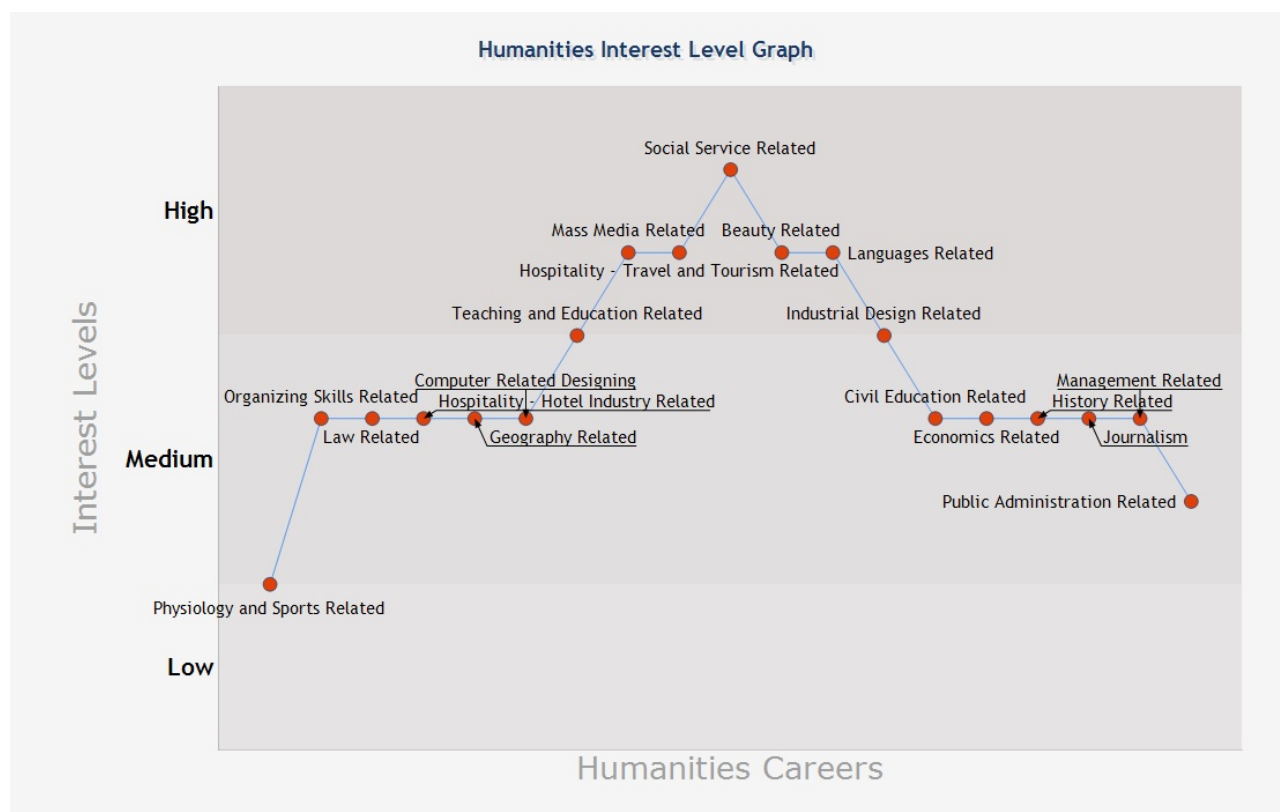 Humanities Interest Level Graph
Social Service Related
High
Mass Media Related
Beauty Related
Languages Related
Hospitality - Travel and Tourism Related
Teaching and Education Related
Industrial Design Related
Interest Levels
Computer Related Designing
Management Related
Organizing Skills Related
Hospitality - Hotel Industry Related
Civil Education Related
History Related
Law Related
Geography Related
Economics Related
Journalism
Medium
Public Administration Related
Physiology and Sports Related
Low
Humanities Careers